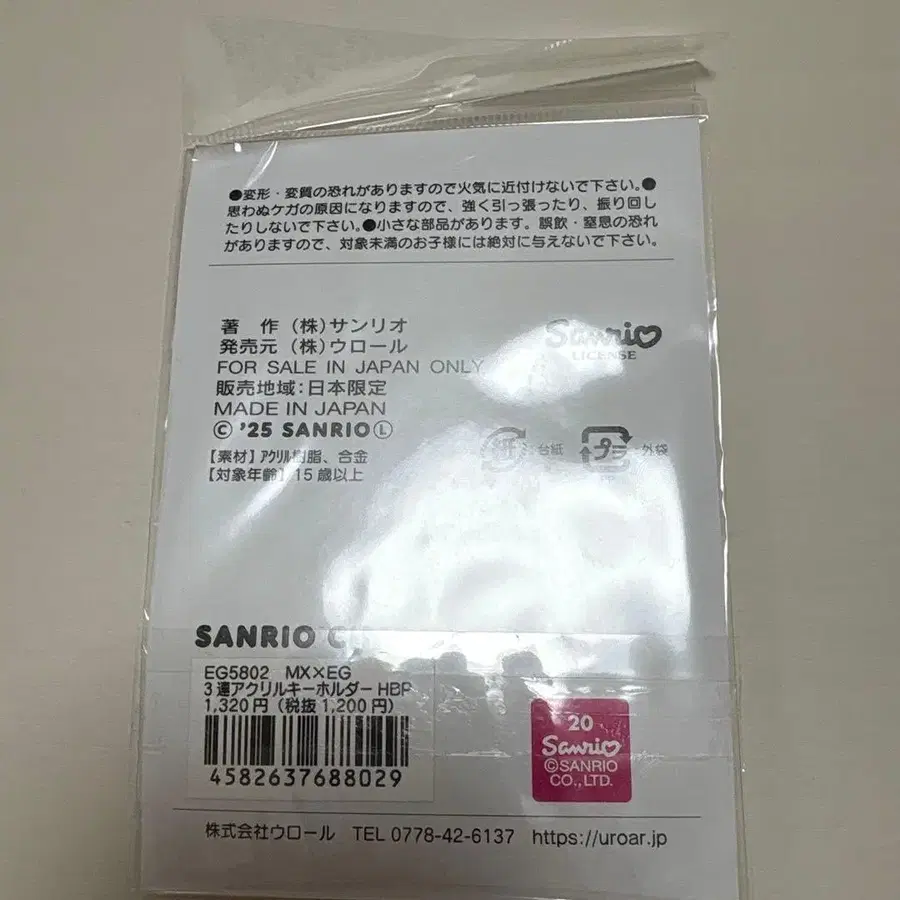 ●変形・変質の恐れがありますので火気に近付けないで下さい。●
思わぬケガの原因になりますので、強く引っ張ったり、振り回し
たりしないで下さい。●小さな部品があります。誤飲・窒息の恐れ
がありますので、対象未満のお子様には絶対に与えないで下さい。
著　作（株）サンリオ
発売元（株）ウロール
FOR SALE IN JAPAN ONLY
販売地域：日本限定
MADE IN JAPAN
© '25 SANRIO Ⓛ
【素材】アクリル樹脂、合金
【対象年齢】15歳以上
Sanrio
LICENSE
紙 台紙
プラ 外袋
SANRIO
EG5802 MX×EG
3連アクリルキーホルダー HBP
1,320円（税抜1,200円）
4582637688029
20
Sanrio
©SANRIO
CO.,LTD.
株式会社ウロール TEL 0778-42-6137 https://uroar.jp